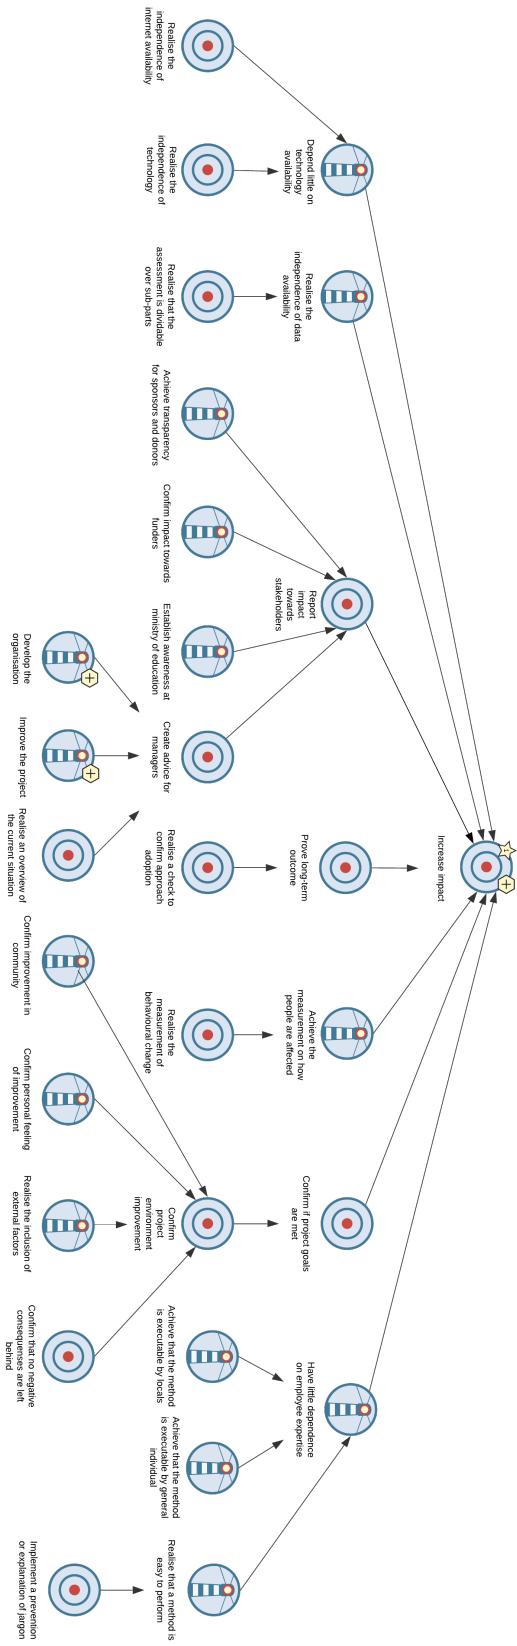 Increase impact
Depend little on
technology
availability
Realise the
independence of data
availability
Report
impact
towards
stakeholders
Prove long-term
outcome
Achieve the
measurement on how
people are affected
Confirm if project goals
are met
Have little dependence
on employee expertise
Realise the
independence of
internet availability
Realise the
independence of
technology
Realise that the
assessment is dividable
over sub-parts
Achieve transparency
for sponsors and donors
Confirm impact towards
funders
Establish awareness at
ministry of education
Create advice for
managers
Realise a check to
confirm approach
adoption
Realise the
measurement of
behavioural change
Confirm
project
environment
improvement
Achieve that the method
is executable by locals
Achieve that the method
is executable by general
individual
Realise that a method is
easy to perform
Develop the
organisation
Improve the project
Realise an overview of
the current situation
Confirm improvement in
community
Confirm personal feeling
of improvement
Realise the inclusion of
external factors
Confirm that no negative
consequenses are left
behind
Implement a prevention
or explanation of jargon